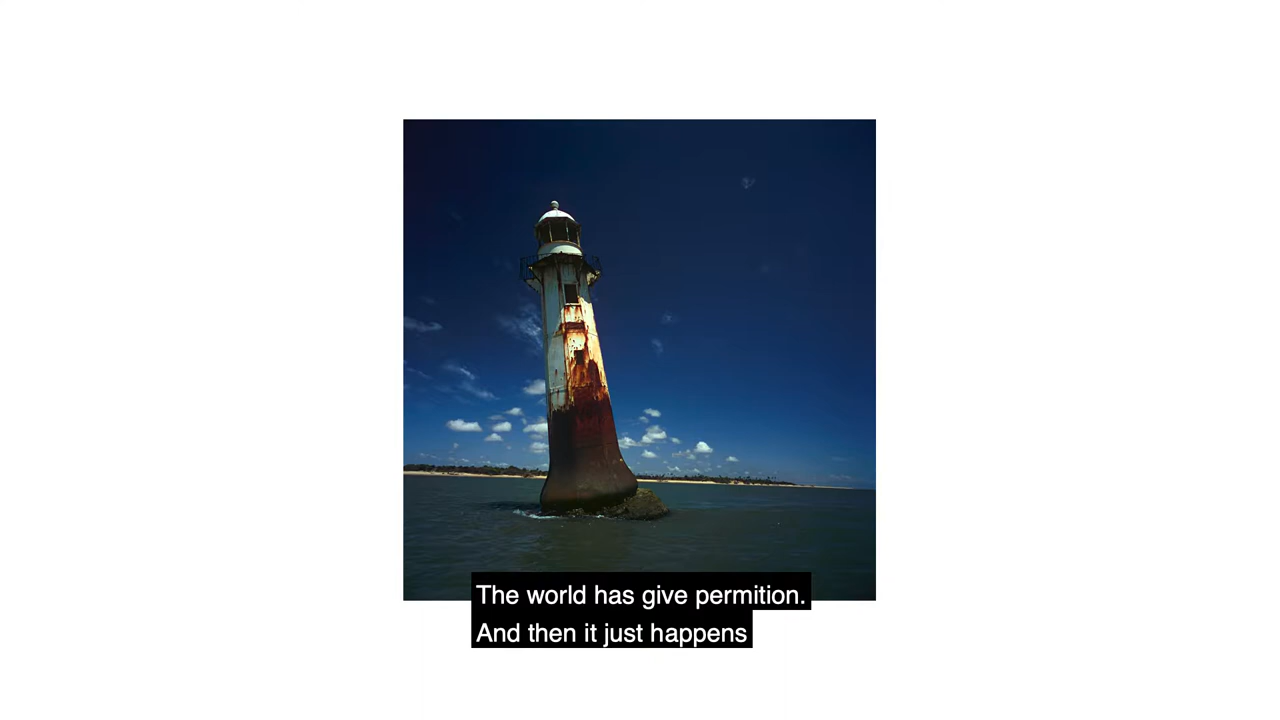 The world has give permition.
And then it just happens